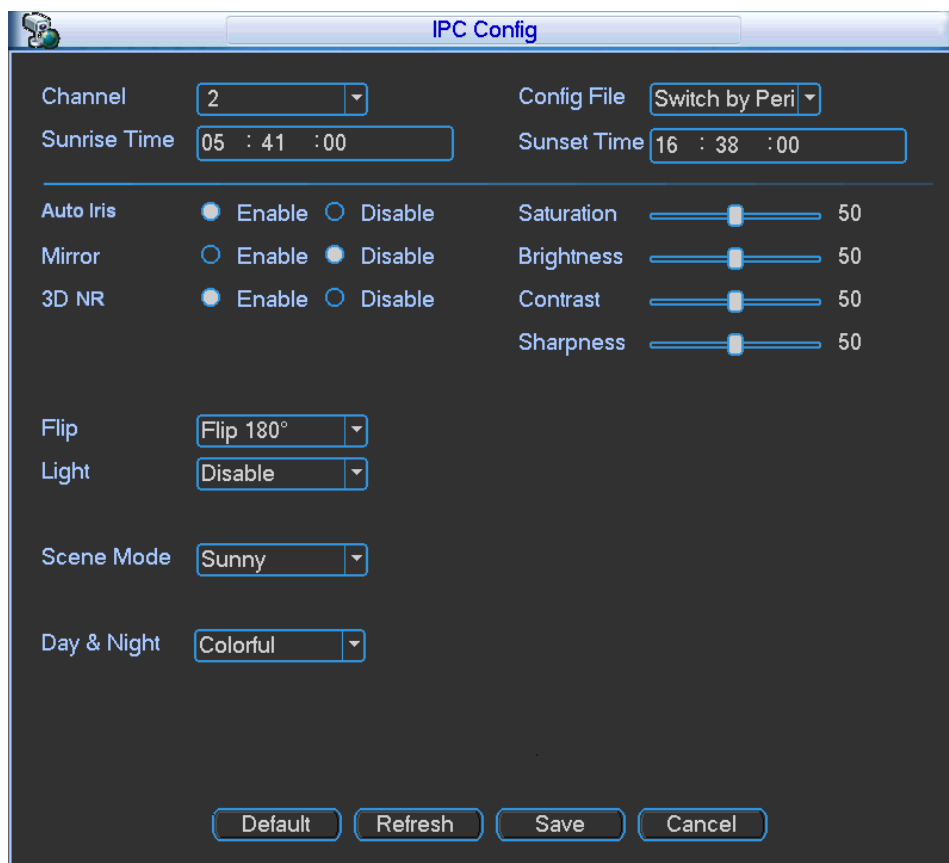 IPC Config
Channel 2 Config File Switch by Peri
Sunrise Time 05 : 41 :00 Sunset Time 16 : 38 :00
Auto Iris Enable Disable Saturation 50
Mirror Enable Disable Brightness 50
3D NR Enable Disable Contrast 50
Sharpness 50
Flip Flip 180°
Light Disable
Scene Mode Sunny
Day & Night Colorful
Default Refresh Save Cancel